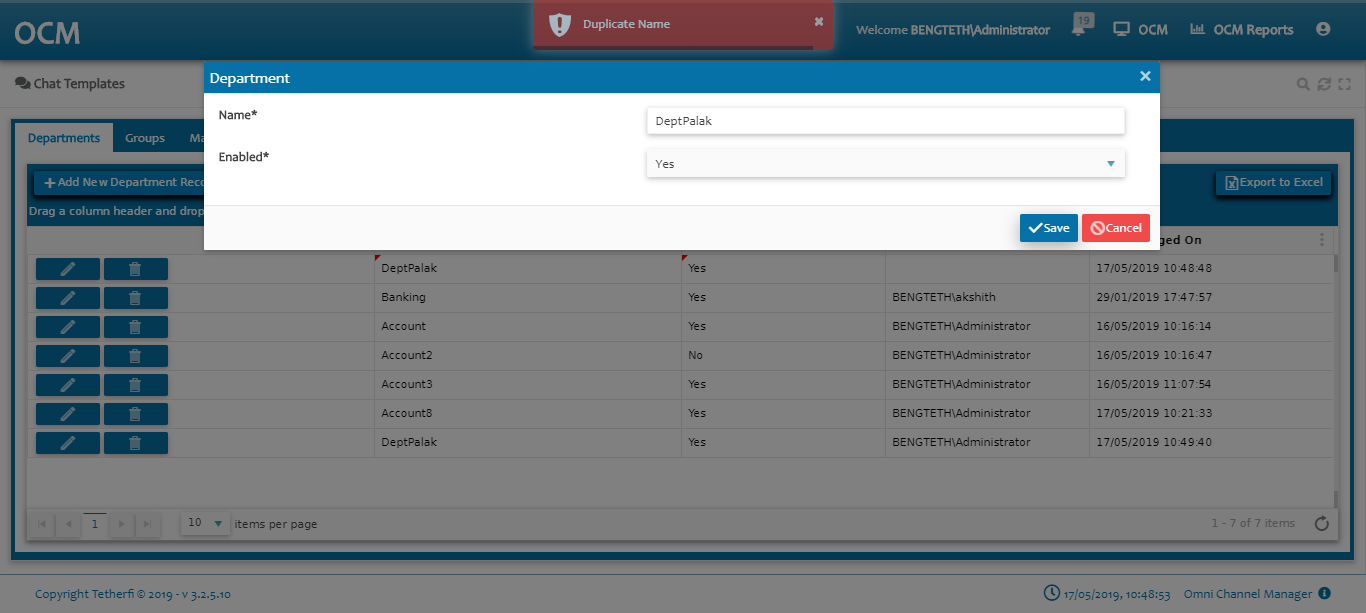 OCM
Duplicate Name
Welcome BENGTETH\Administrator
19
OCM
OCM Reports
Chat Templates
Department
Name*
DeptPalak
Enabled*
Yes
Save
Cancel
Departments
Groups
Ma
Add New Department Reco
Export to Excel
Drag a column header and drop
ged On
DeptPalak Yes 17/05/2019 10:48:48
Banking Yes BENGTETH\akshith 29/01/2019 17:47:57
Account Yes BENGTETH\Administrator 16/05/2019 10:16:14
Account2 No BENGTETH\Administrator 16/05/2019 10:16:47
Account3 Yes BENGTETH\Administrator 16/05/2019 11:07:54
Account8 Yes BENGTETH\Administrator 17/05/2019 10:21:33
DeptPalak Yes BENGTETH\Administrator 17/05/2019 10:49:40
1
10
items per page
1 - 7 of 7 items
Copyright Tetherfi © 2019 - v 3.2.5.10
17/05/2019, 10:48:53
Omni Channel Manager